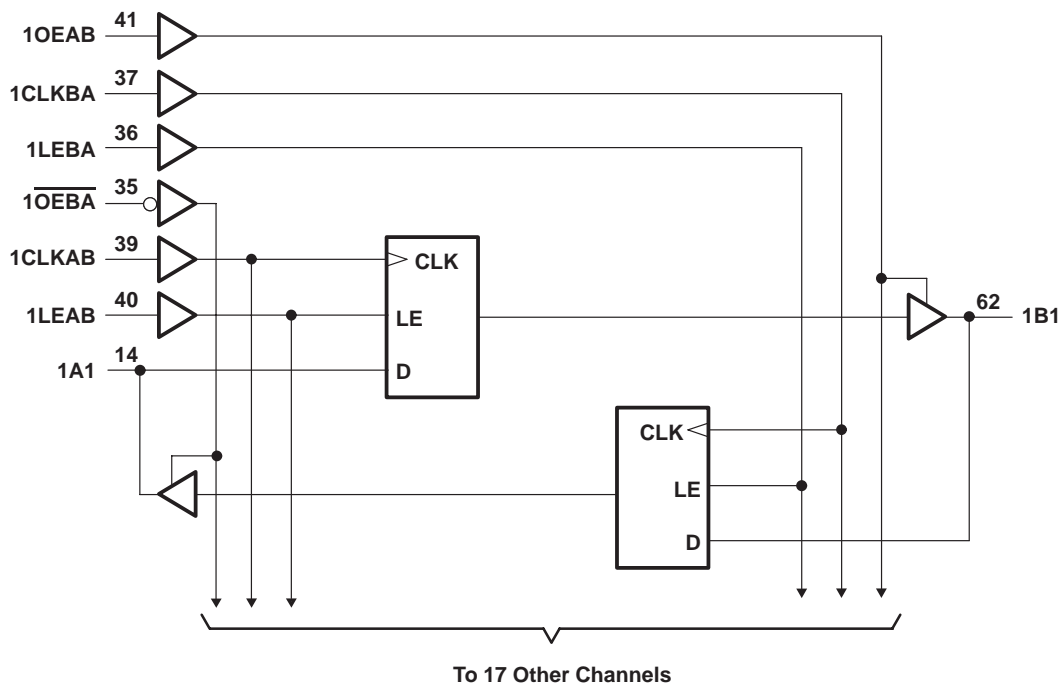 1OEAB 41
1CLKBA 37
1LEBA 36
1O̅E̅B̅A̅ 35
1CLKAB 39
1LEAB 40
1A1 14
CLK
LE
D
62 1B1
CLK
LE
D
To 17 Other Channels